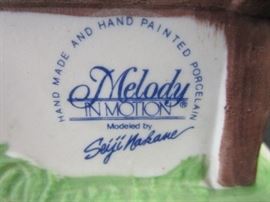 HAND MADE AND HAND PAINTED PORCELAIN
Melody
IN MOTION®
Modeled by
Seiji Nakane